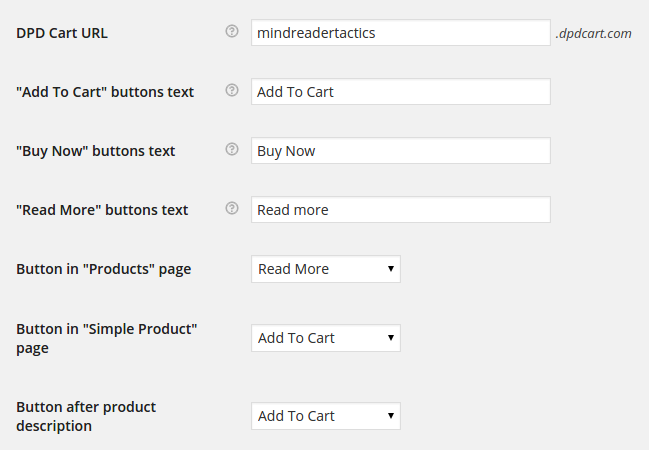 DPD Cart URL ? mindreadertactics .dpdcart.com
"Add To Cart" buttons text ? Add To Cart
"Buy Now" buttons text ? Buy Now
"Read More" buttons text ? Read more
Button in "Products" page Read More
Button in "Simple Product"
page
Add To Cart
Button after product
description
Add To Cart